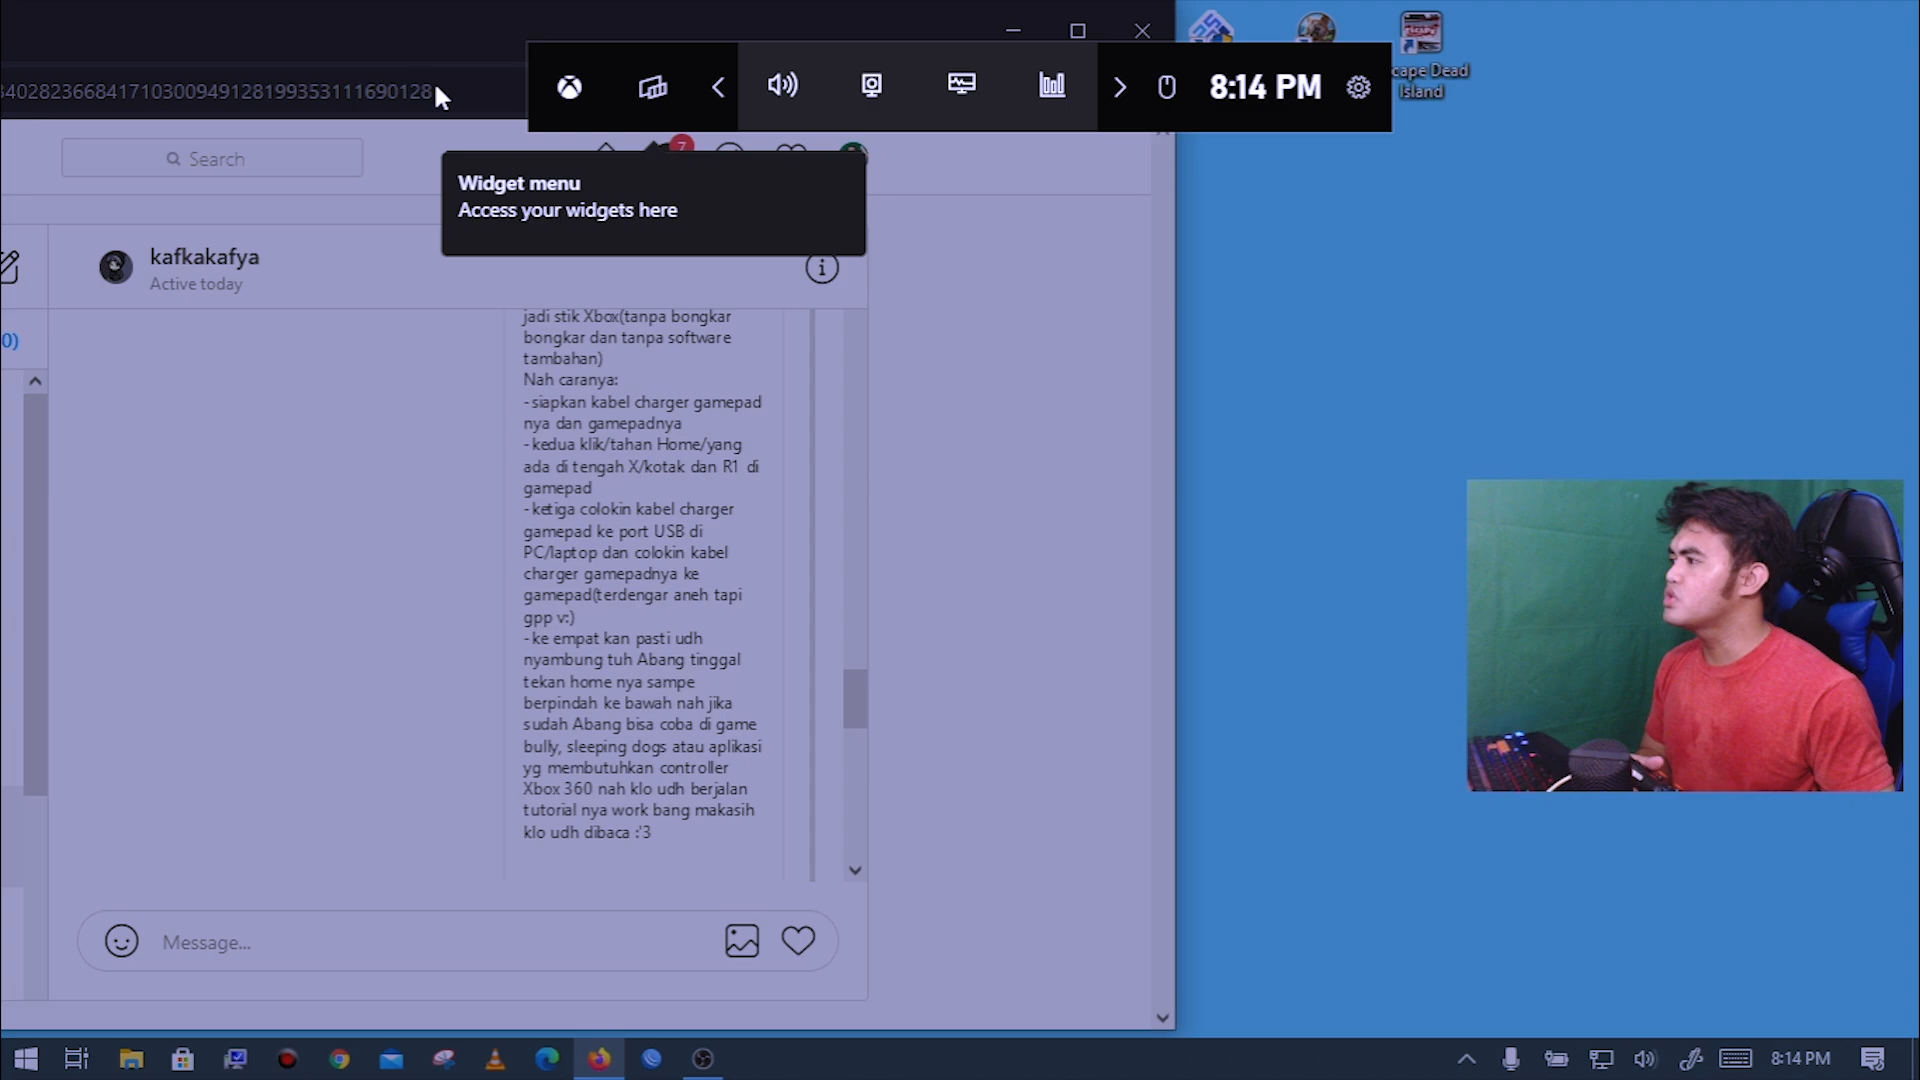 8402823668417103009491281993531116901​28
8:14 PM
cape Dead
Island
7
Search
Widget menu
Access your widgets here
kafkakafya
Active today
0)
jadi stik Xbox(tanpa bongkar
bongkar dan tanpa software
tambahan)
Nah caranya:
-siapkan kabel charger gamepad
nya dan gamepadnya
-kedua klik/tahan Home/yang
ada di tengah X/kotak dan R1 di
gamepad
-ketiga colokin kabel charger
gamepad ke port USB di
PC/laptop dan colokin kabel
charger gamepadnya ke
gamepad(terdengar aneh tapi
gpp v:)
-ke empat kan pasti udh
nyambung tuh Abang tinggal
tekan home nya sampe
berpindah ke bawah nah jika
sudah Abang bisa coba di game
bully, sleeping dogs atau aplikasi
yg membutuhkan controller
Xbox 360 nah klo udh berjalan
tutorial nya work bang makasih
klo udh dibaca :'3
Message...
8:14 PM